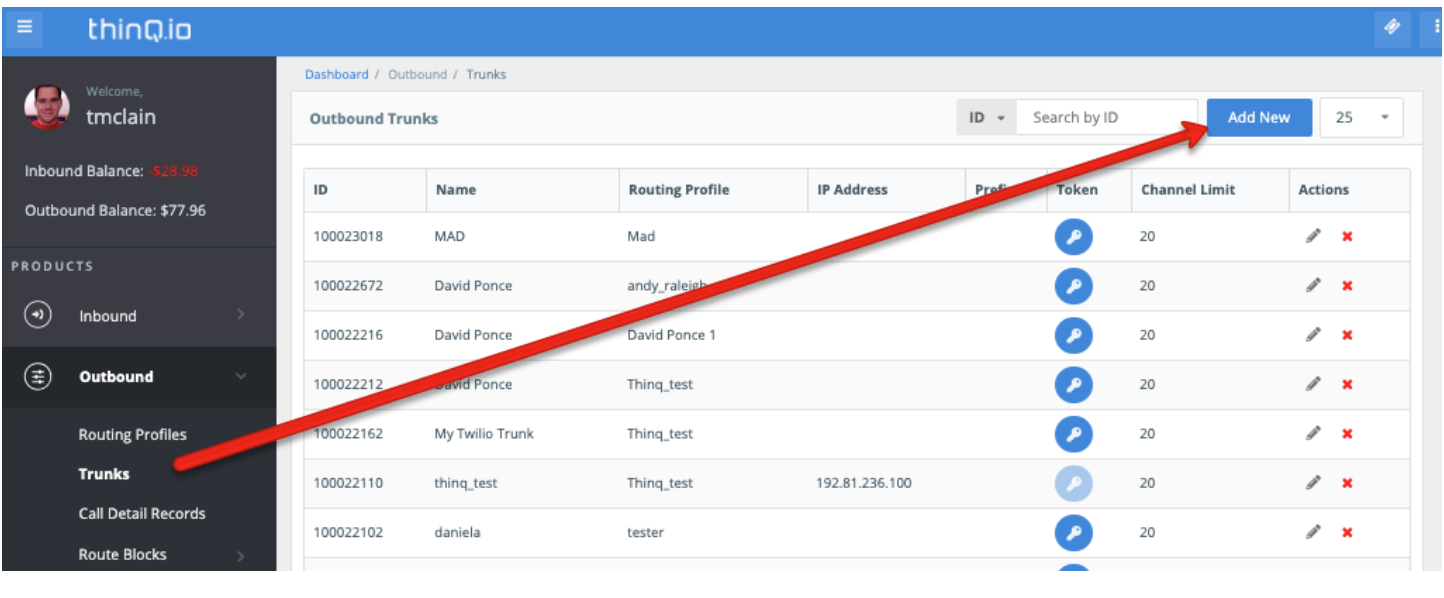 thinQ.io
Dashboard / Outbound / Trunks
Welcome,
tmclain
Outbound Trunks
ID
Search by ID
Add New
25
Inbound Balance: -$28.98
Outbound Balance: $77.96
ID Name Routing Profile IP Address Token Channel Limit Actions
100023018 MAD Mad 20
PRODUCTS
100022672 David Ponce andy_raleigh 20
Inbound
100022216 David Ponce David Ponce 1 20
Outbound
100022212 David Ponce Thinq_test 20
Routing Profiles
100022162 My Twilio Trunk Thinq_test 20
Trunks
100022110 thinq_test Thinq_test 192.81.236.100 20
Call Detail Records
100022102 daniela tester 20
Route Blocks